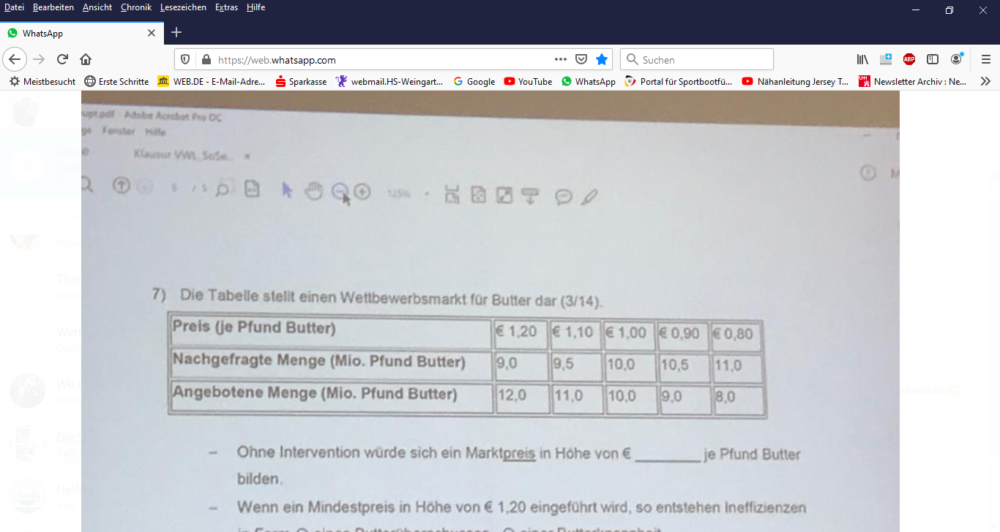 Datei Bearbeiten Ansicht Chronik Lesezeichen Extras Hilfe
WhatsApp
https://web.whatsapp.com
Suchen
Meistbesucht Erste Schritte WEB.DE - E-Mail-Adre... Sparkasse webmail.HS-Weingart... Google YouTube WhatsApp Portal für Sportbootfü... Nähanleitung Jersey T... Newsletter Archiv : Ne...
upt.pdf Adobe Acrobat Pro DC
ge Fenster Hilfe
Klausur VWL SoSe...
5 / 5 125%
7) Die Tabelle stellt einen Wettbewerbsmarkt für Butter dar (3/14).
Preis (je Pfund Butter) € 1,20 € 1,10 € 1,00 € 0,90 € 0,80
Nachgefragte Menge (Mio. Pfund Butter) 9,0 9,5 10,0 10,5 11,0
Angebotene Menge (Mio. Pfund Butter) 12,0 11,0 10,0 9,0 8,0
– Ohne Intervention würde sich ein Marktpreis in Höhe von € ________ je Pfund Butter
bilden.
– Wenn ein Mindestpreis in Höhe von € 1,20 eingeführt wird, so entstehen Ineffizienzen